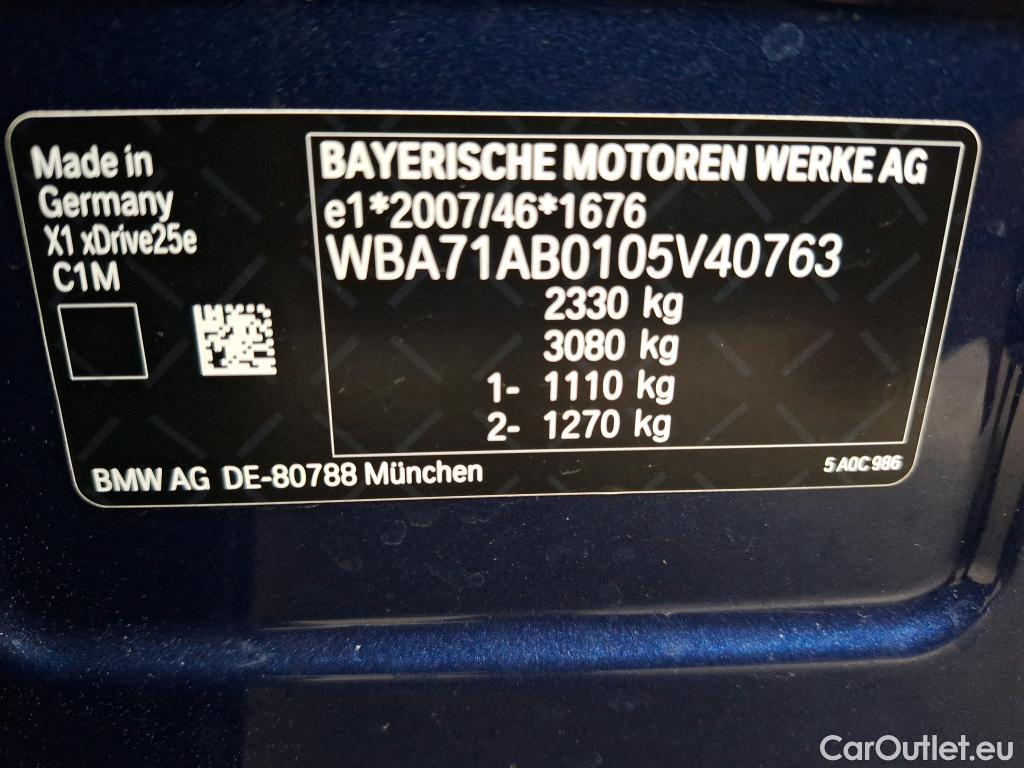 Made in
Germany
X1 xDrive25e
C1M
BAYERISCHE MOTOREN WERKE AG
e1*2007/46*1676
WBA71AB0105V40763
2330 kg
3080 kg
1- 1110 kg
2- 1270 kg
BMW AG DE-80788 München
5 A0C 986
CarOutlet.eu